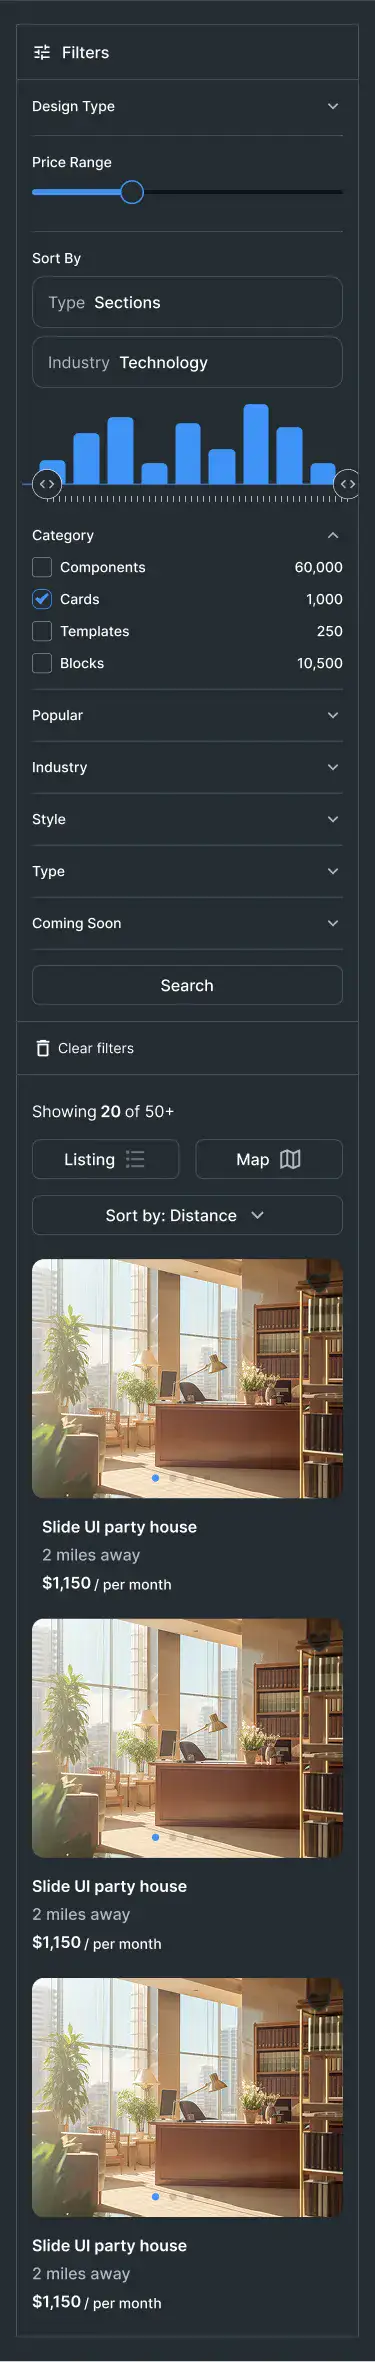 Filters
Design Type
Price Range
Sort By
Type Sections
Industry Technology
Category
Components 60,000
Cards 1,000
Templates 250
Blocks 10,500
Popular
Industry
Style
Type
Coming Soon
Search
Clear filters
Showing 20 of 50+
Listing Map
Sort by: Distance
Slide UI party house
2 miles away
$1,150 / per month
Slide UI party house
2 miles away
$1,150 / per month
Slide UI party house
2 miles away
$1,150 / per month